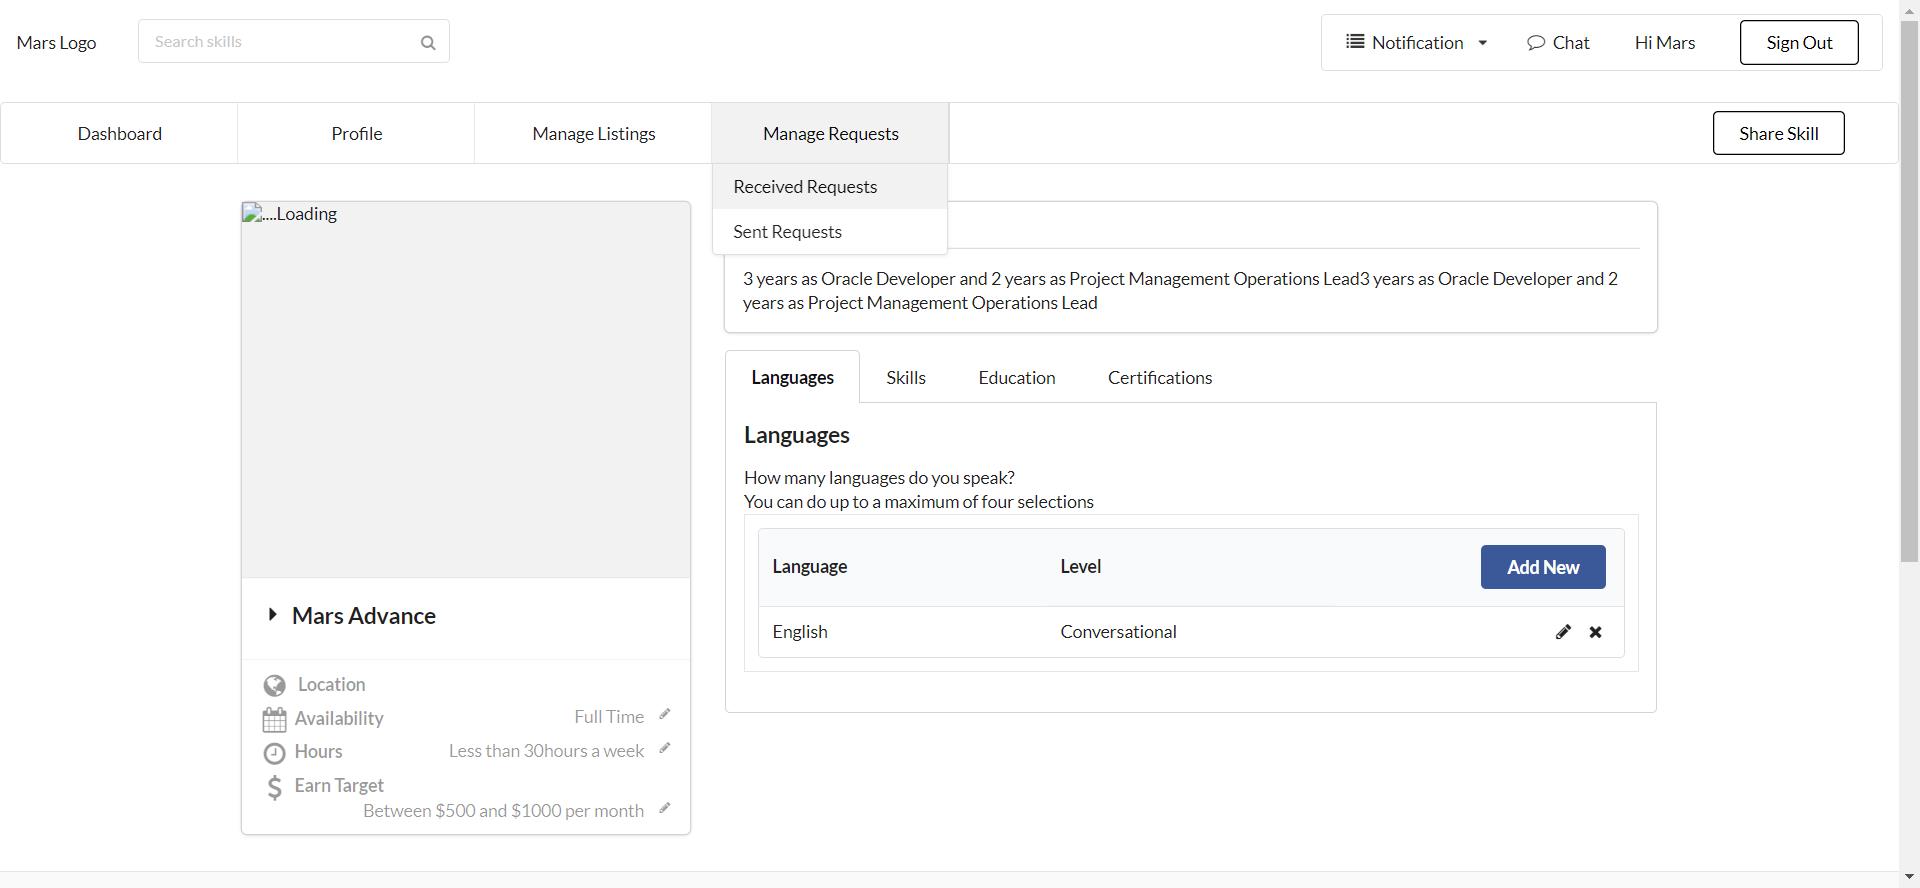 Mars Logo
Search skills
Notification
Chat
Hi Mars
Sign Out
Dashboard
Profile
Manage Listings
Manage Requests
Share Skill
Received Requests
Sent Requests
....Loading
3 years as Oracle Developer and 2 years as Project Management Operations Lead3 years as Oracle Developer and 2
years as Project Management Operations Lead
Mars Advance
Location
Availability
Full Time
Hours
Less than 30hours a week
Earn Target
Between $500 and $1000 per month
Languages
Skills
Education
Certifications
Languages
How many languages do you speak?
You can do up to a maximum of four selections
Language
Level
Add New
English
Conversational